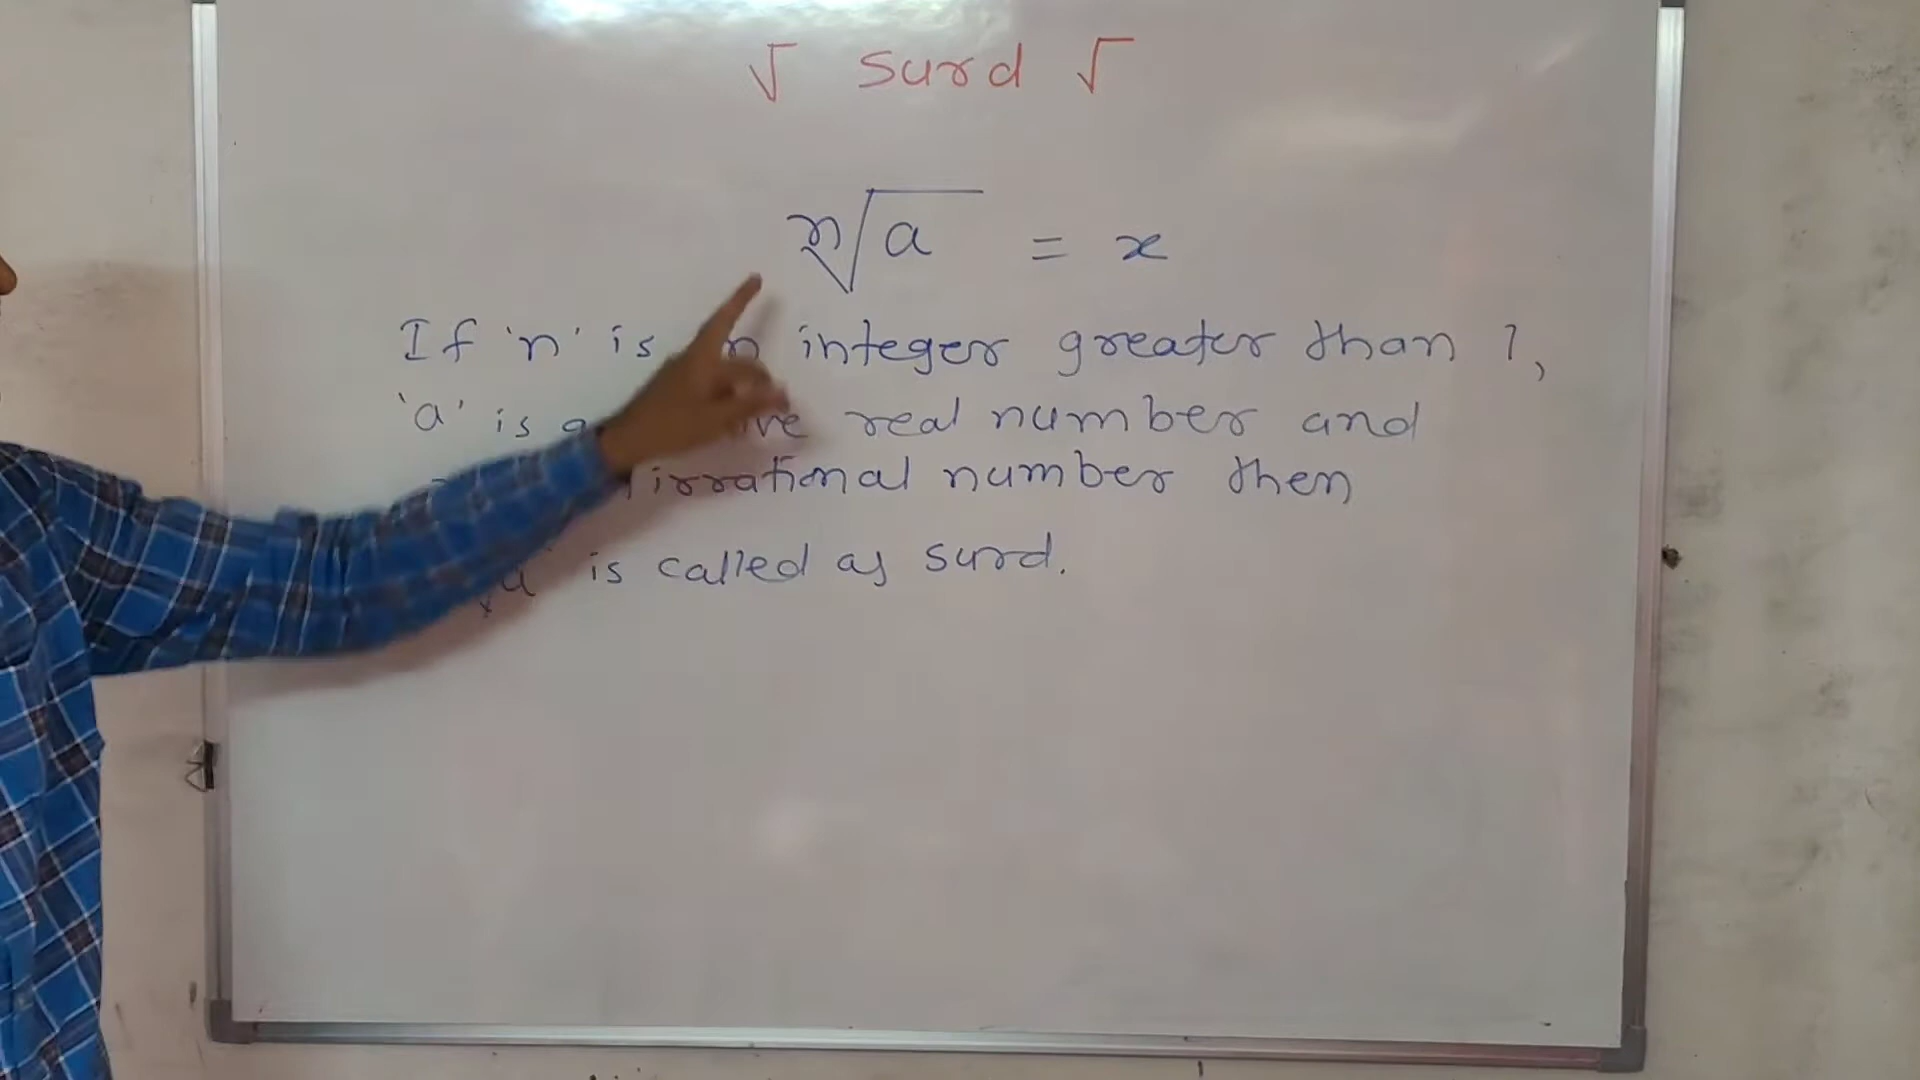 √ Surd √
ⁿ√a = x
If 'n' is integer greater than 1,
'a' is real number and
irrational number then
is called as surd.